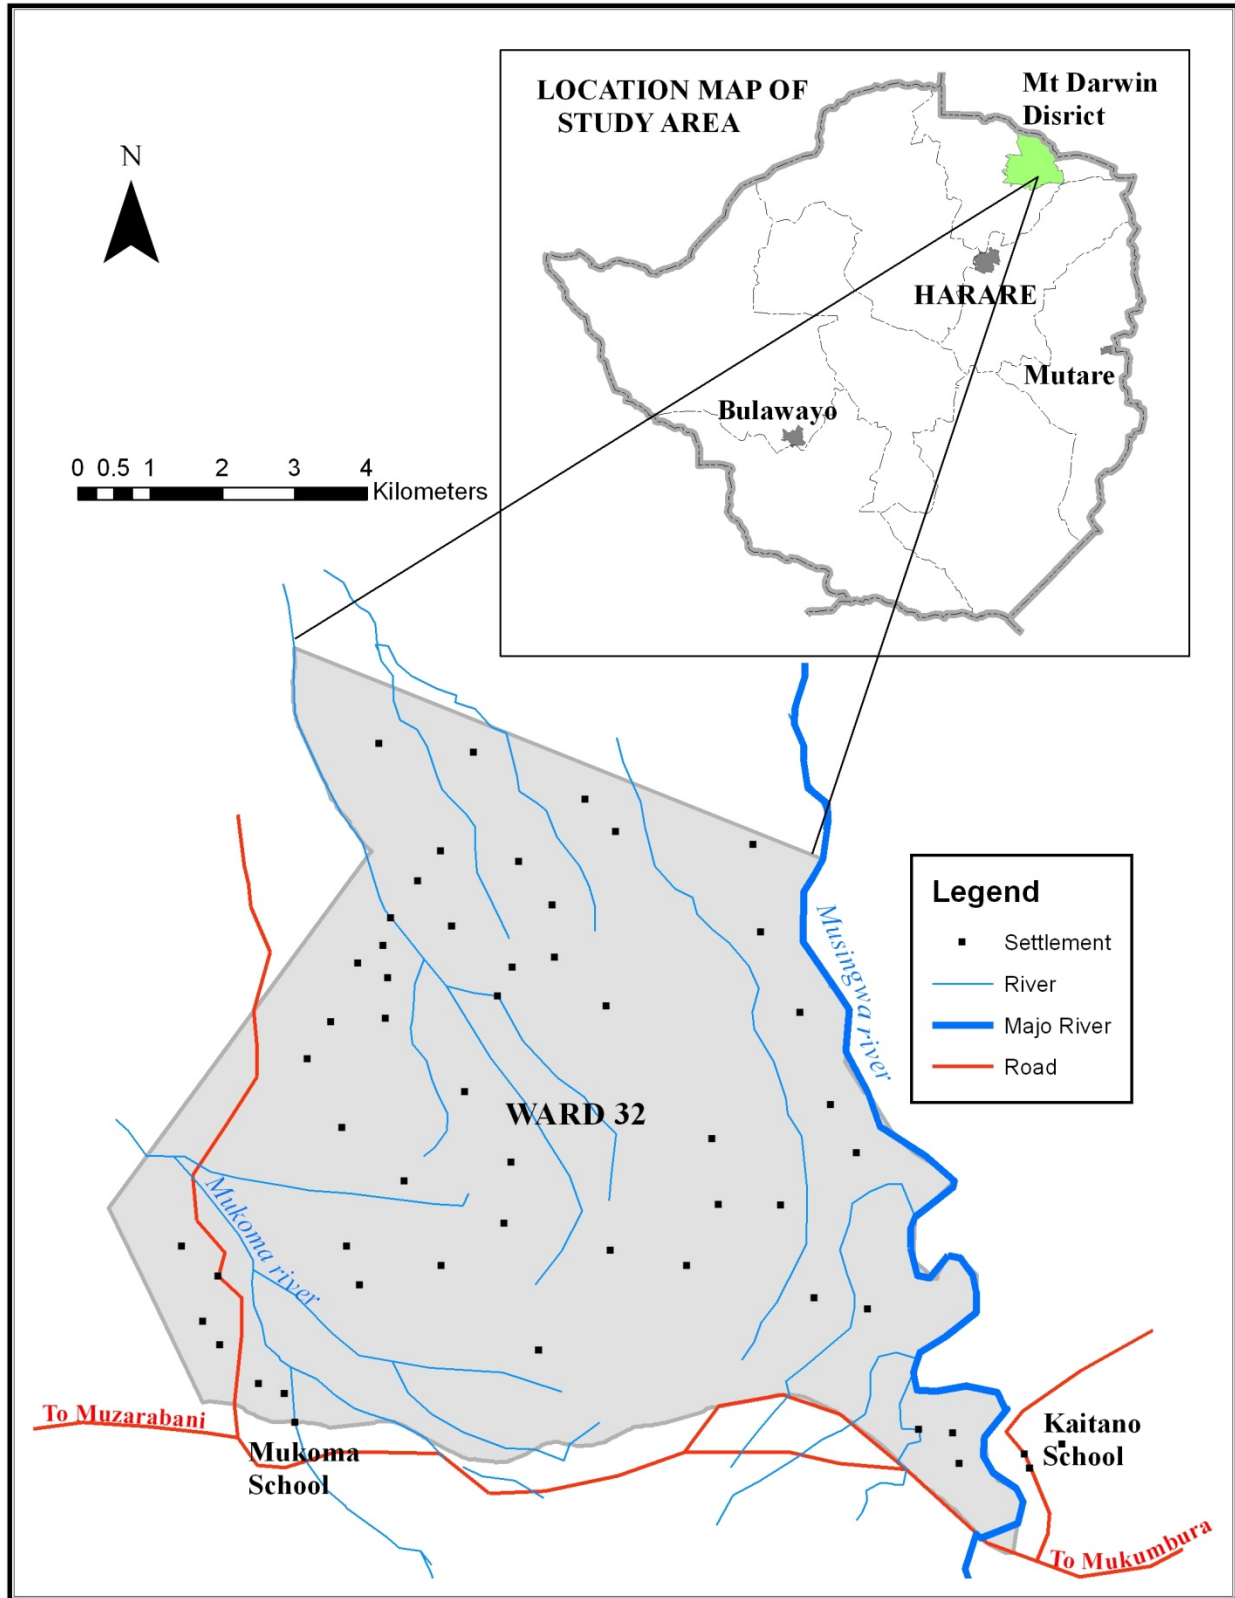 LOCATION MAP OF
STUDY AREA
Mt Darwin
Disrict
HARARE
Mutare
Bulawayo
N
0 0.5 1 2 3 4
Kilometers
Musingwa river
Legend
Settlement
River
Majo River
Road
WARD 32
Mukoma river
To Muzarabani
Mukoma
School
Kaitano
School
To Mukumbura